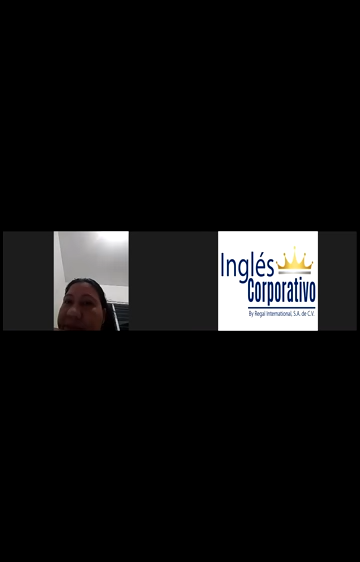 Inglés
Corporativo
By Regal International, S.A. de C.V.